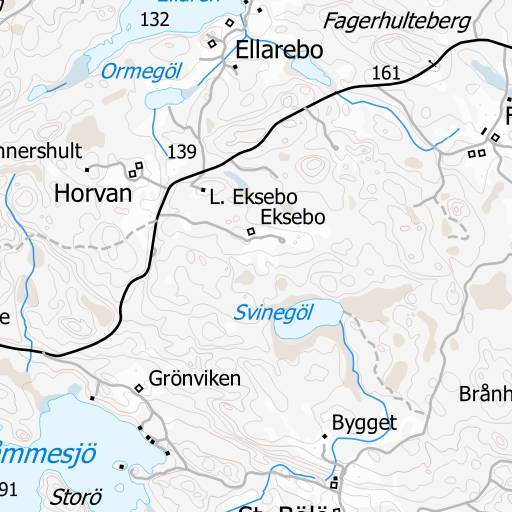 132
Fagerhulteberg
Ellarebo
Ormegöl
161
139
Horvan
L. Eksebo
Eksebo
Svinegöl
Grönviken
Bygget
Storö